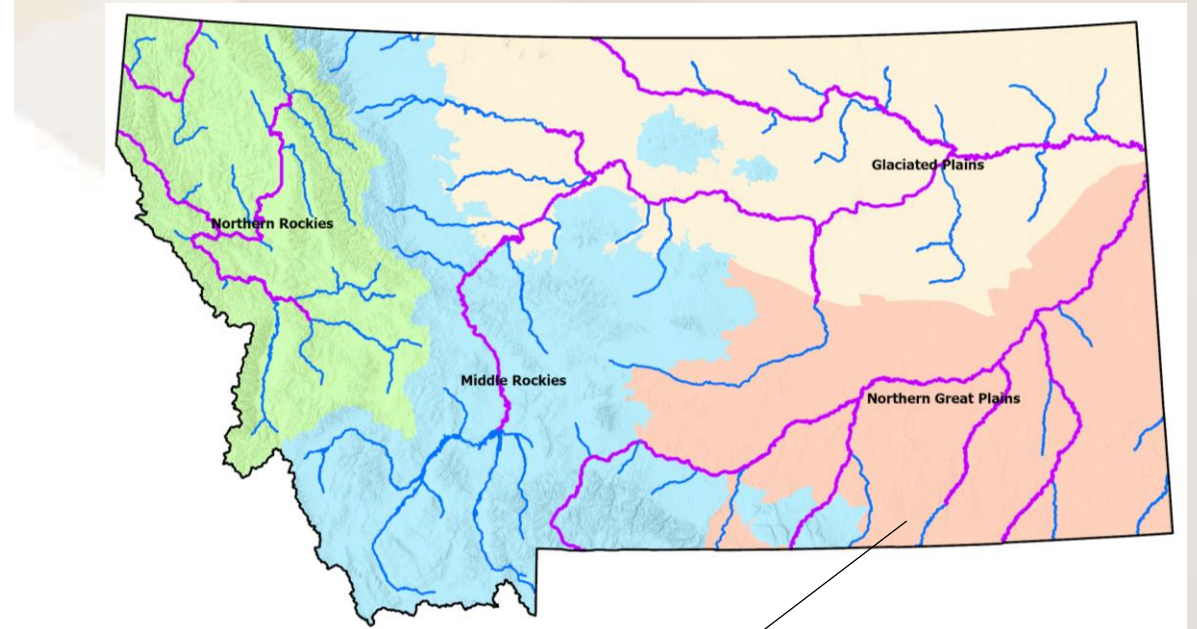 Glaciated Plains
Northern Rockies
Middle Rockies
Northern Great Plains